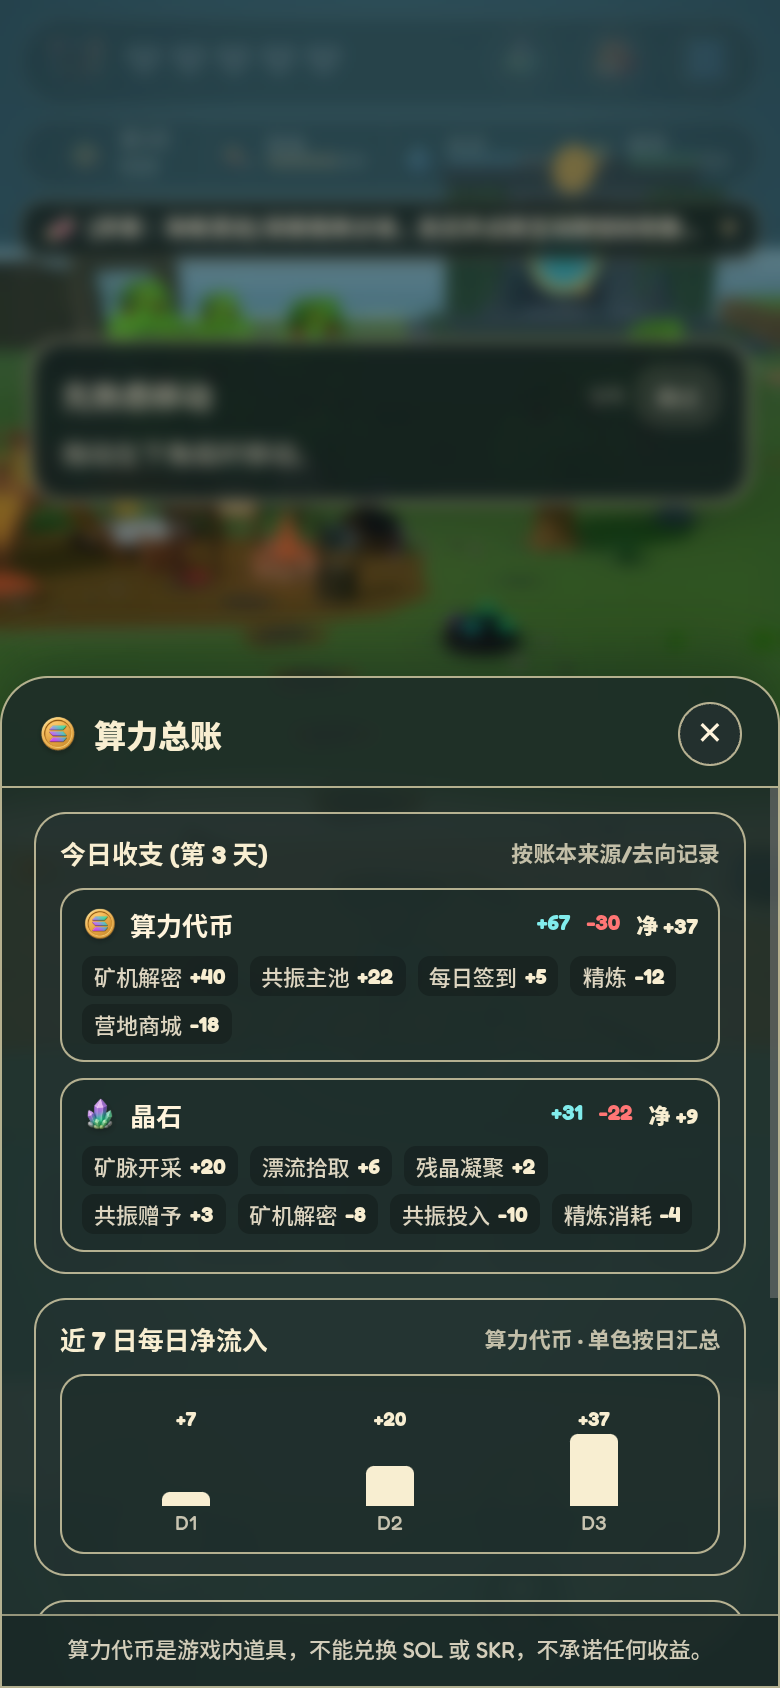 算力总账
今日收支 (第 3 天)
按账本来源/去向记录
算力代币
+67 -30 净 +37
矿机解密 +40 共振主池 +22 每日签到 +5 精炼 -12
营地商城 -18
晶石
+31 -22 净 +9
矿脉开采 +20 漂流拾取 +6 残晶凝聚 +2
共振赠予 +3 矿机解密 -8 共振投入 -10 精炼消耗 -4
近 7 日每日净流入
算力代币 · 单色按日汇总
+7 +20 +37
D1 D2 D3
算力代币是游戏内道具，不能兑换 SOL 或 SKR，不承诺任何收益。